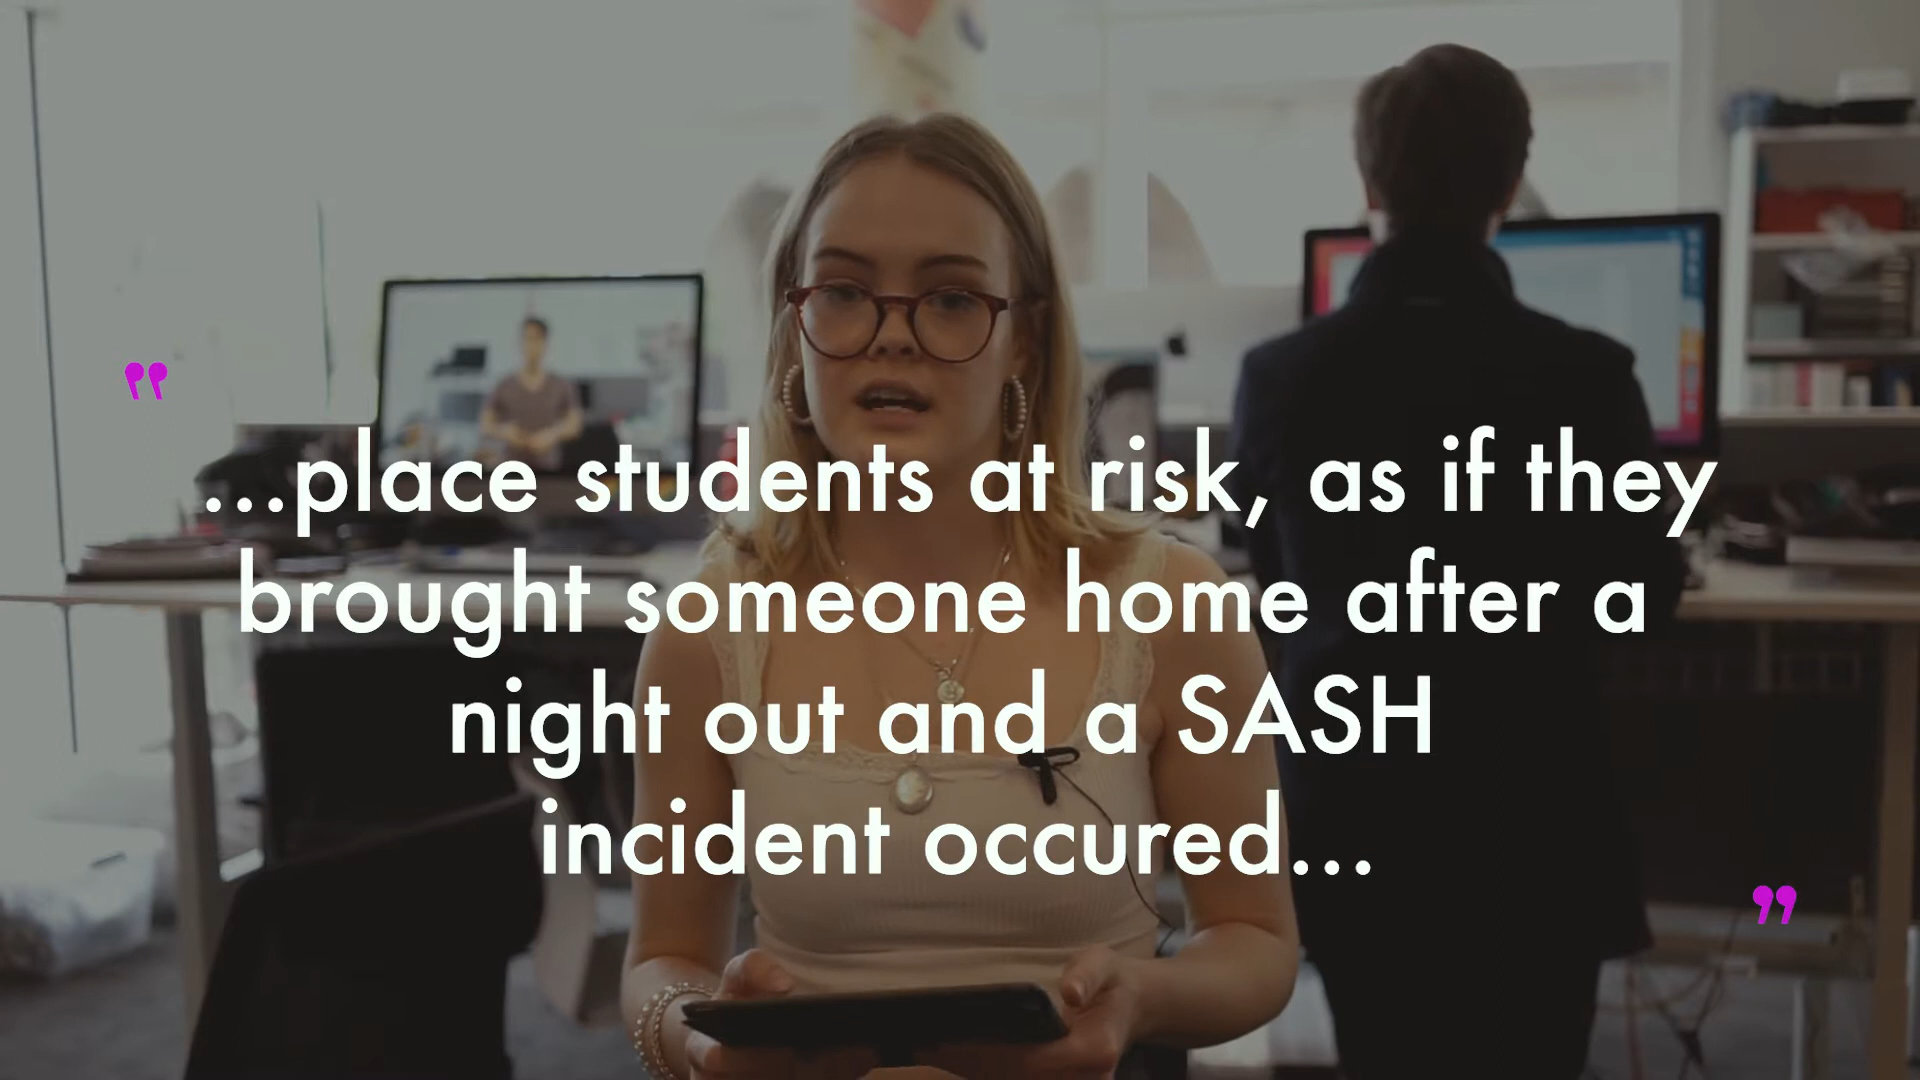 "
...place students at risk, as if they
brought someone home after a
night out and a SASH
incident occured...
"